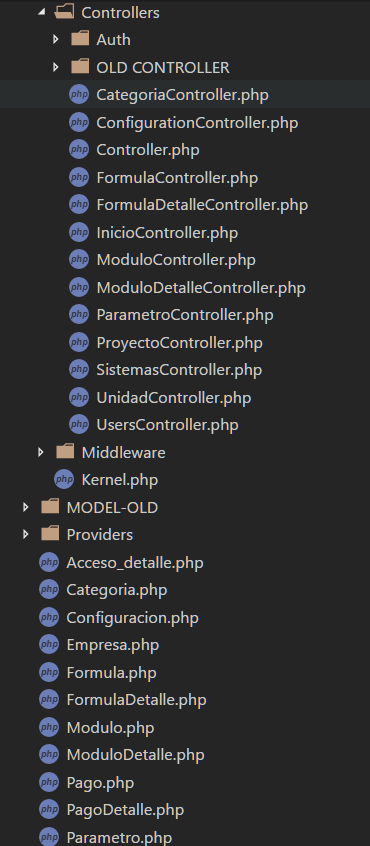 Controllers
Auth
OLD CONTROLLER
php CategoriaController.php
php ConfigurationController.php
php Controller.php
php FormulaController.php
php FormulaDetalleController.php
php InicioController.php
php ModuloController.php
php ModuloDetalleController.php
php ParametroController.php
php ProyectoController.php
php SistemasController.php
php UnidadController.php
php UsersController.php
Middleware
php Kernel.php
MODEL-OLD
Providers
php Acceso_detalle.php
php Categoria.php
php Configuracion.php
php Empresa.php
php Formula.php
php FormulaDetalle.php
php Modulo.php
php ModuloDetalle.php
php Pago.php
php PagoDetalle.php
php Parametro.php